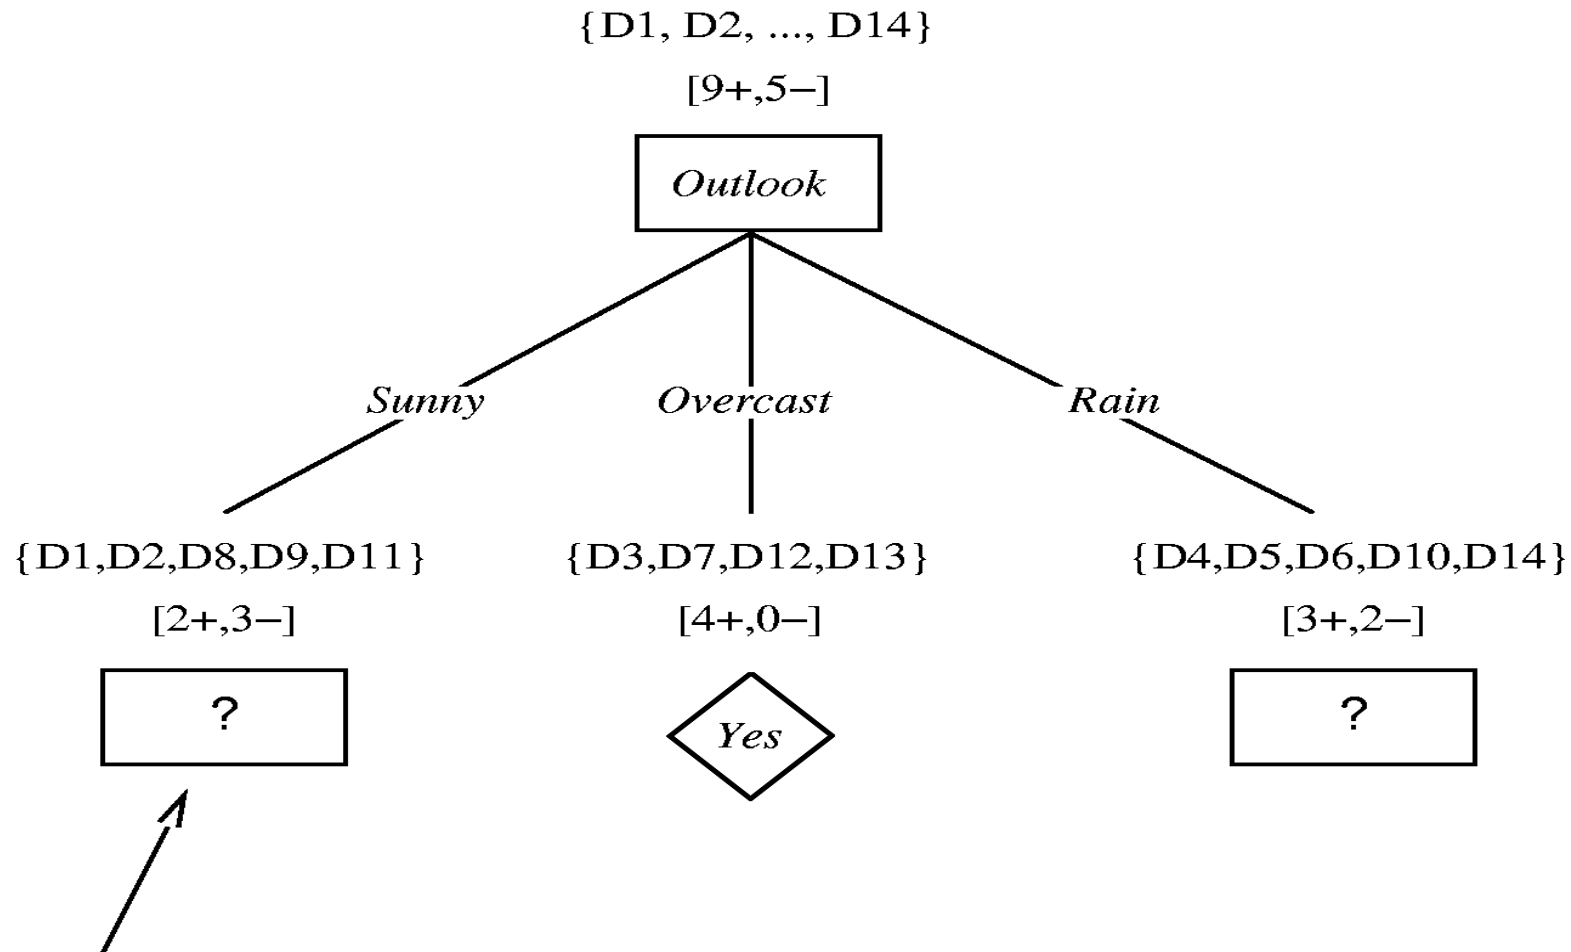 {D1, D2, ..., D14}
[9+,5−]
Outlook
Sunny
Overcast
Rain
{D1,D2,D8,D9,D11}
{D3,D7,D12,D13}
{D4,D5,D6,D10,D14}
[2+,3−]
[4+,0−]
[3+,2−]
?
Yes
?